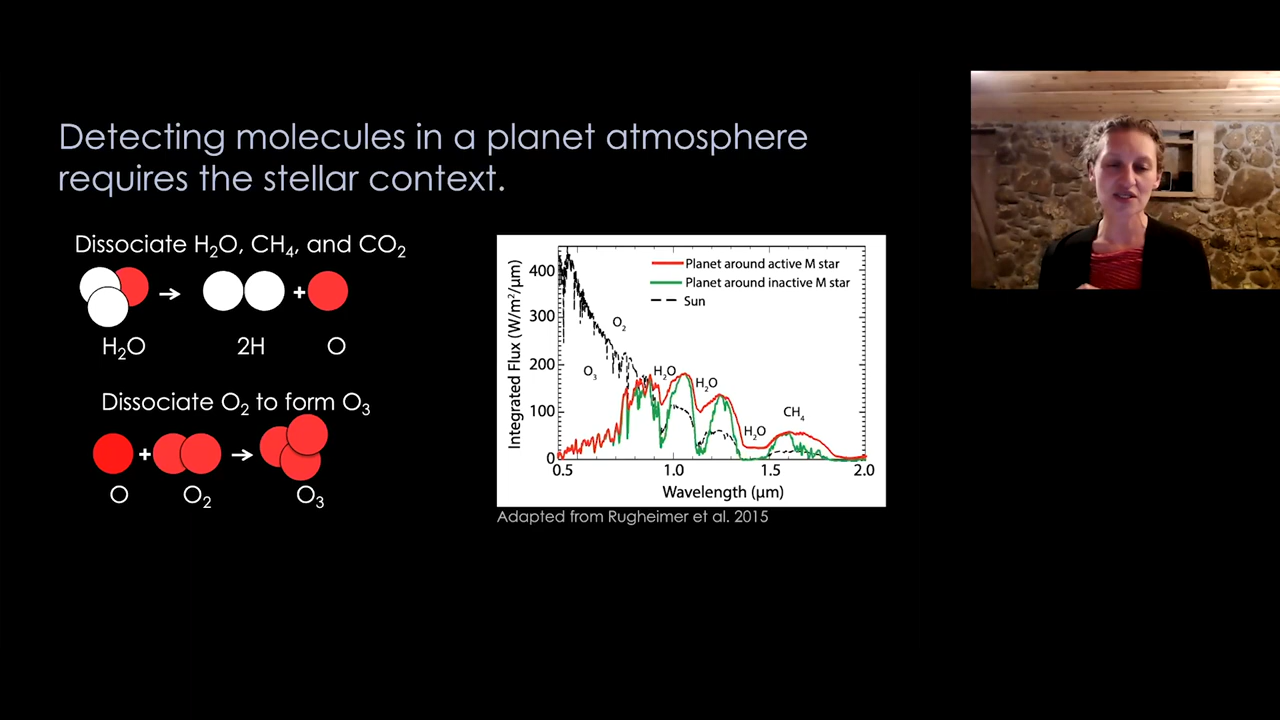 Detecting molecules in a planet atmosphere
requires the stellar context.
Dissociate H₂O, CH₄, and CO₂
H₂O 2H O
+
Dissociate O₂ to form O₃
+
O O₂ O₃
Integrated Flux (W/m²/μm)
400
300
200
100
0
Planet around active M star
Planet around inactive M star
Sun
O₂
O₃
H₂O
H₂O
H₂O
CH₄
0.5 1.0 1.5 2.0
Wavelength (μm)
Adapted from Rugheimer et al. 2015